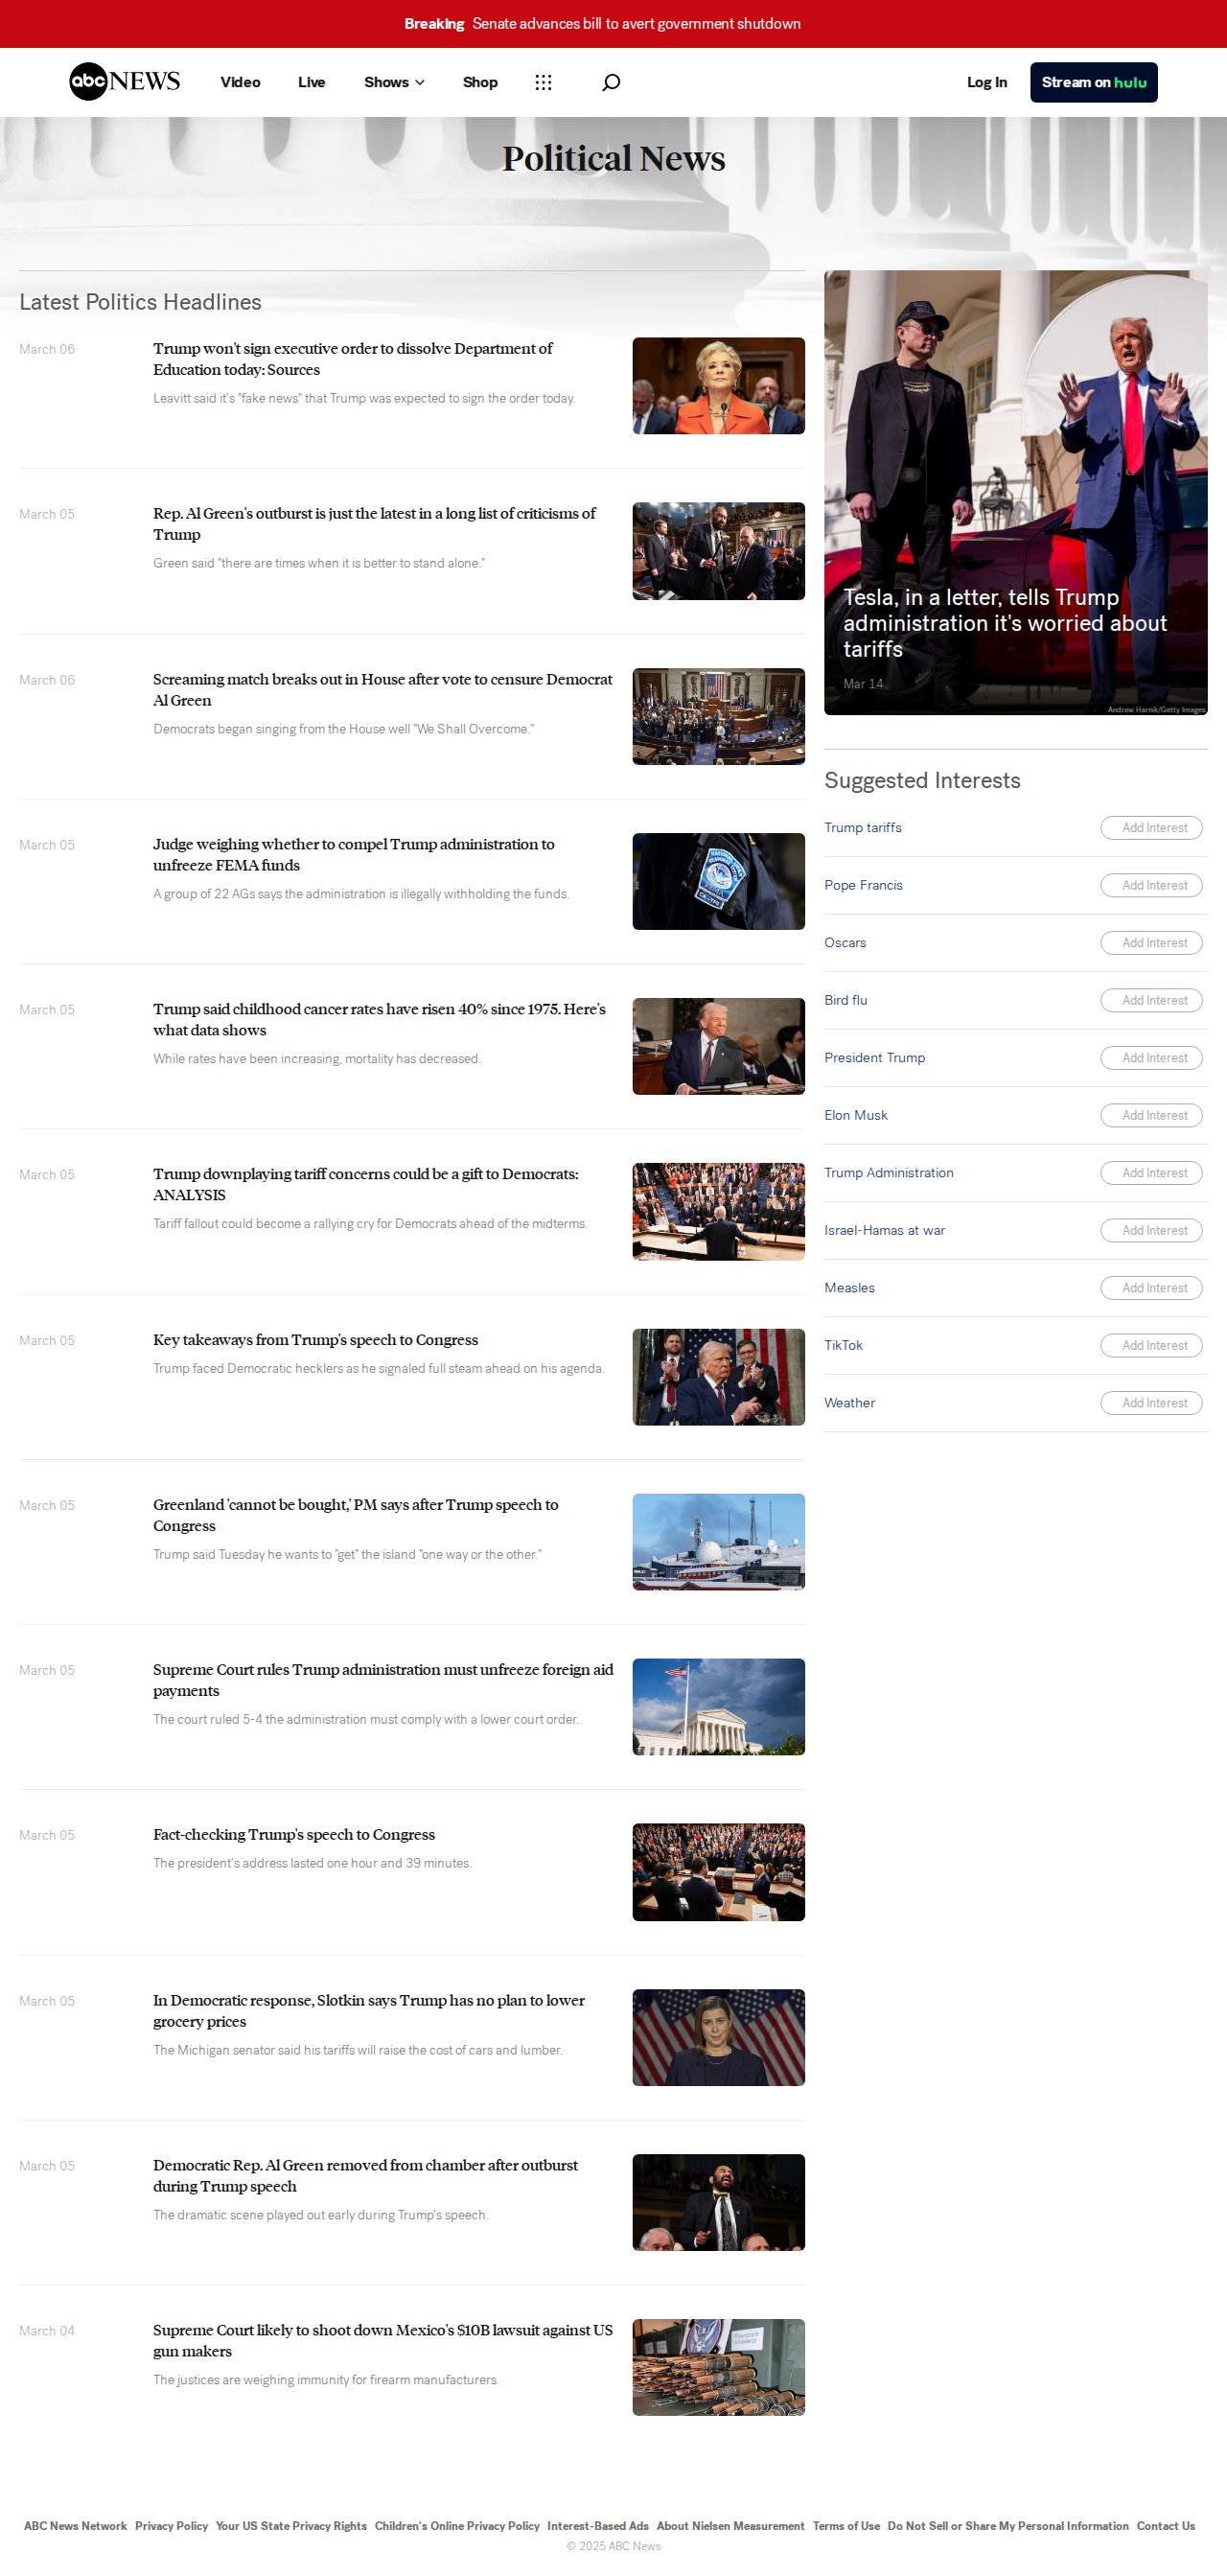 Breaking Senate advances bill to avert government shutdown
abc NEWS Video Live Shows Shop Log In Stream on hulu
Political News
Latest Politics Headlines
March 06
Trump won't sign executive order to dissolve Department of
Education today: Sources
Leavitt said it's "fake news" that Trump was expected to sign the order today.
March 05
Rep. Al Green's outburst is just the latest in a long list of criticisms of
Trump
Green said "there are times when it is better to stand alone."
March 06
Screaming match breaks out in House after vote to censure Democrat
Al Green
Democrats began singing from the House well "We Shall Overcome."
March 05
Judge weighing whether to compel Trump administration to
unfreeze FEMA funds
A group of 22 AGs says the administration is illegally withholding the funds.
March 05
Trump said childhood cancer rates have risen 40% since 1975. Here's
what data shows
While rates have been increasing, mortality has decreased.
March 05
Trump downplaying tariff concerns could be a gift to Democrats:
ANALYSIS
Tariff fallout could become a rallying cry for Democrats ahead of the midterms.
March 05
Key takeaways from Trump's speech to Congress
Trump faced Democratic hecklers as he signaled full steam ahead on his agenda.
March 05
Greenland 'cannot be bought,' PM says after Trump speech to
Congress
Trump said Tuesday he wants to "get" the island "one way or the other."
March 05
Supreme Court rules Trump administration must unfreeze foreign aid
payments
The court ruled 5-4 the administration must comply with a lower court order.
March 05
Fact-checking Trump's speech to Congress
The president's address lasted one hour and 39 minutes.
March 05
In Democratic response, Slotkin says Trump has no plan to lower
grocery prices
The Michigan senator said his tariffs will raise the cost of cars and lumber.
March 05
Democratic Rep. Al Green removed from chamber after outburst
during Trump speech
The dramatic scene played out early during Trump's speech.
March 04
Supreme Court likely to shoot down Mexico's $10B lawsuit against US
gun makers
The justices are weighing immunity for firearm manufacturers.
Tesla, in a letter, tells Trump
administration it's worried about
tariffs
Mar 14
Andrew Harnik/Getty Images
Suggested Interests
Trump tariffs Add Interest
Pope Francis Add Interest
Oscars Add Interest
Bird flu Add Interest
President Trump Add Interest
Elon Musk Add Interest
Trump Administration Add Interest
Israel-Hamas at war Add Interest
Measles Add Interest
TikTok Add Interest
Weather Add Interest
ABC News Network Privacy Policy Your US State Privacy Rights Children's Online Privacy Policy Interest-Based Ads About Nielsen Measurement Terms of Use Do Not Sell or Share My Personal Information Contact Us
© 2025 ABC News